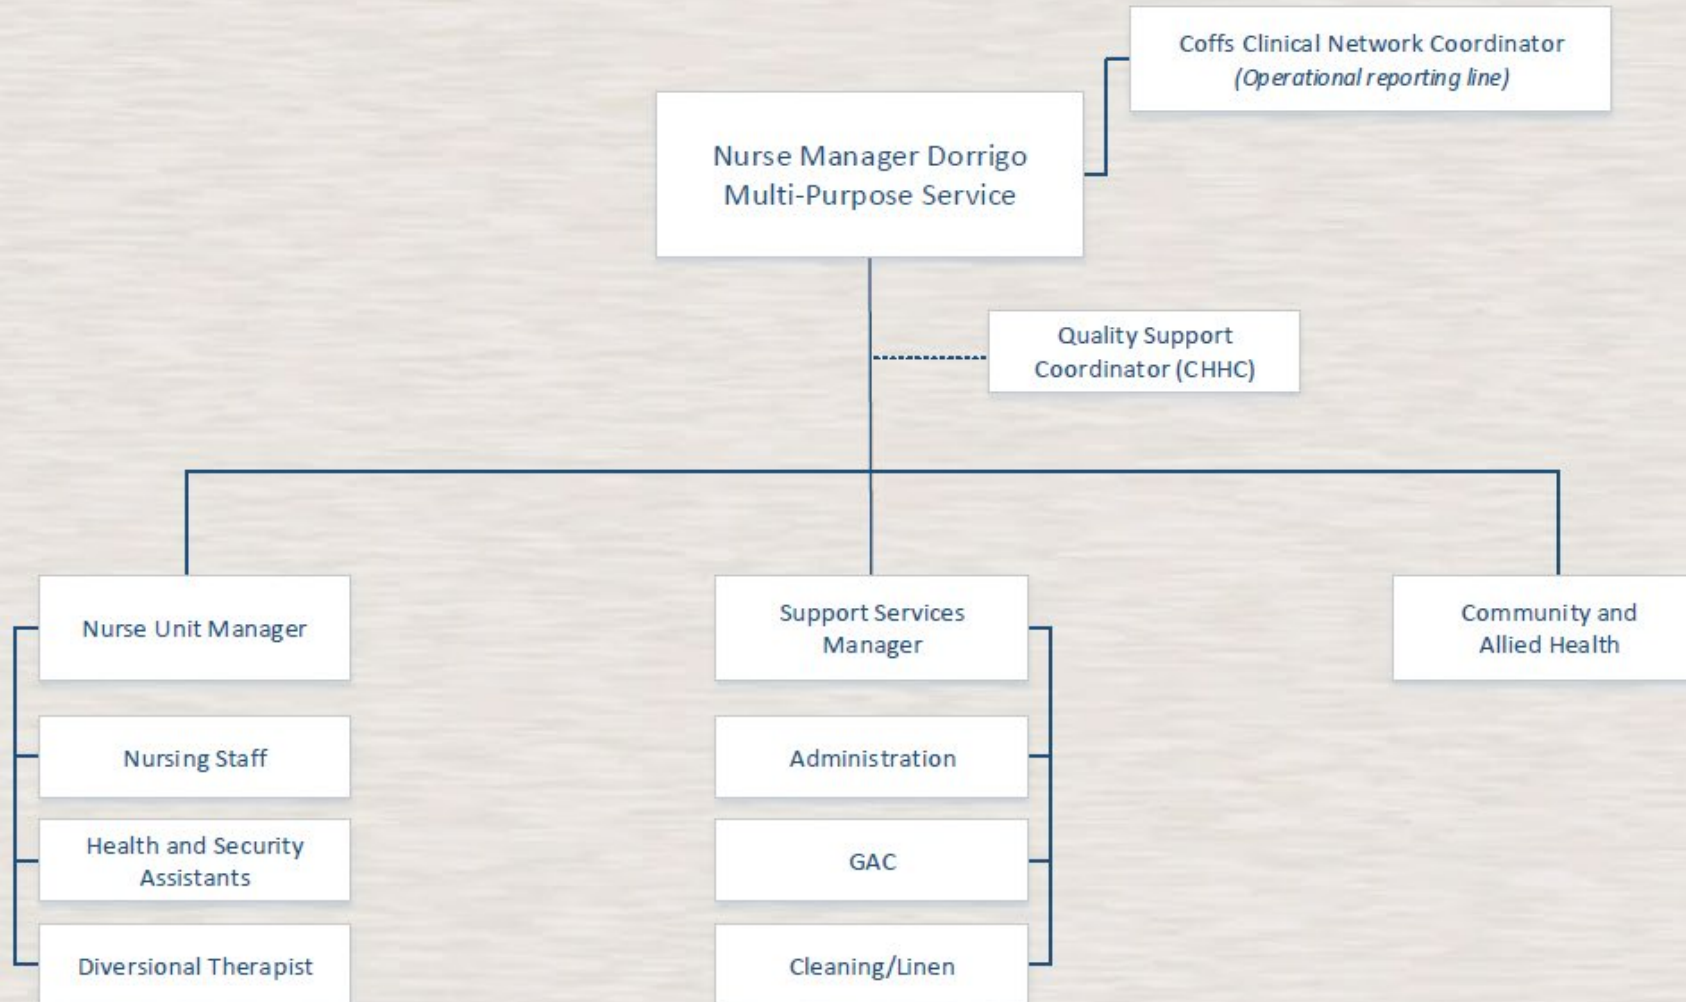 Coffs Clinical Network Coordinator
(Operational reporting line)
Nurse Manager Dorrigo
Multi-Purpose Service
Quality Support
Coordinator (CHHC)
Nurse Unit Manager
Support Services
Manager
Community and
Allied Health
Nursing Staff
Administration
Health and Security
Assistants
GAC
Diversional Therapist
Cleaning/Linen